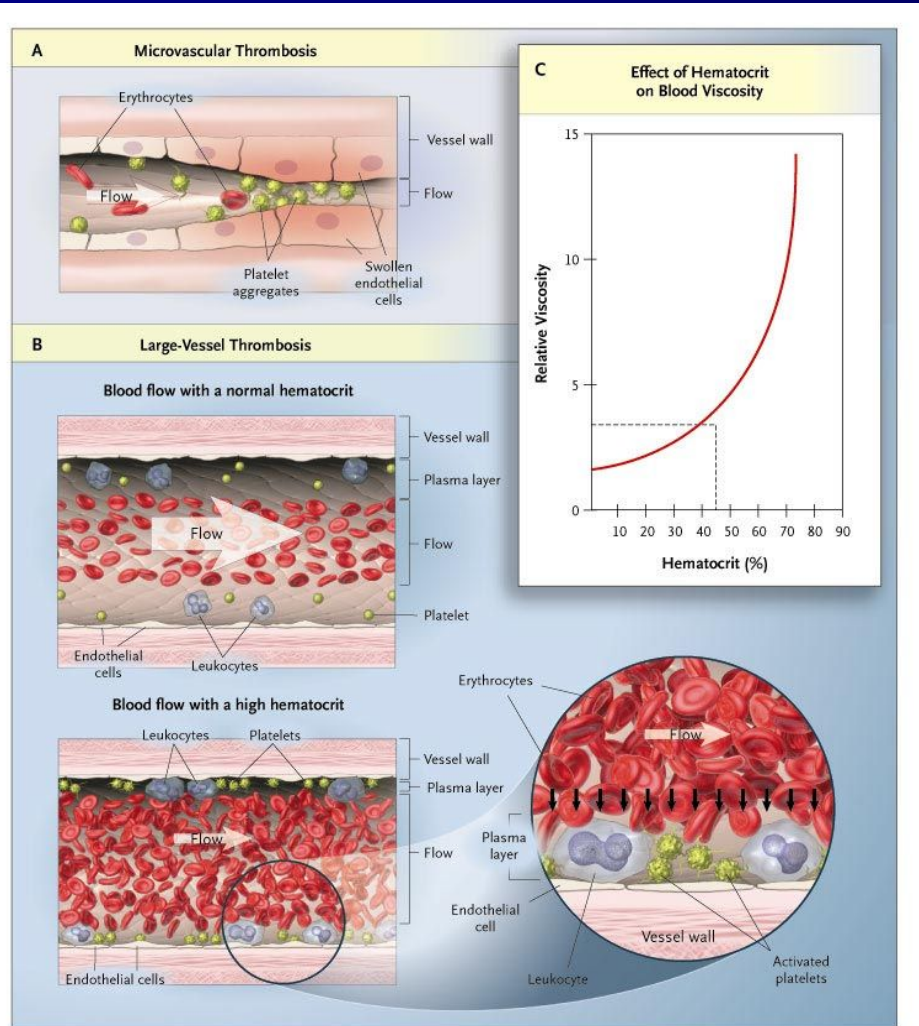 A
Microvascular Thrombosis
Erythrocytes
Vessel wall
Flow
Flow
Platelet
aggregates
Swollen
endothelial
cells
B
Large-Vessel Thrombosis
Blood flow with a normal hematocrit
Vessel wall
Plasma layer
Flow
Flow
Platelet
Endothelial
cells
Leukocytes
Blood flow with a high hematocrit
Leukocytes
Platelets
Vessel wall
Plasma layer
Flow
Flow
Endothelial cells
C
Effect of Hematocrit
on Blood Viscosity
Relative Viscosity
15
10
5
0
10 20 30 40 50 60 70 80 90
Hematocrit (%)
Erythrocytes
Flow
Plasma
layer
Endothelial
cell
Vessel wall
Leukocyte
Activated
platelets